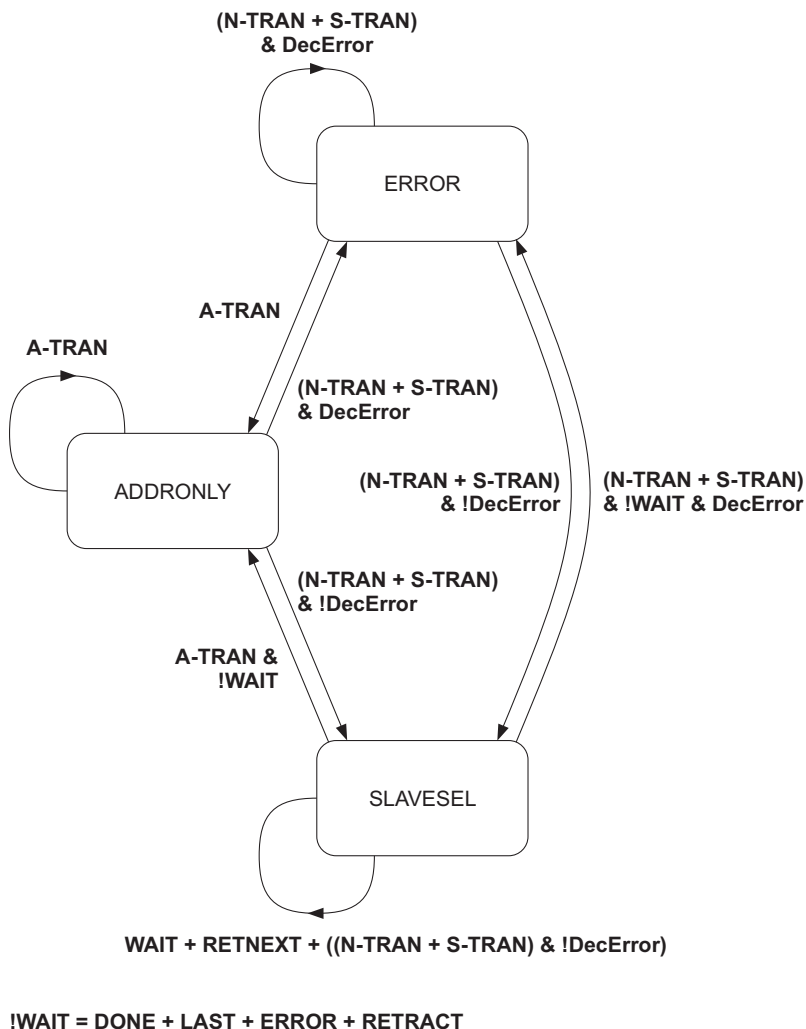 (N-TRAN + S-TRAN)
& DecError
ERROR
A-TRAN
A-TRAN
(N-TRAN + S-TRAN)
& DecError
ADDRONLY
(N-TRAN + S-TRAN)
& !DecError
(N-TRAN + S-TRAN)
& !WAIT & DecError
(N-TRAN + S-TRAN)
& !DecError
A-TRAN &
!WAIT
SLAVESEL
WAIT + RETNEXT + ((N-TRAN + S-TRAN) & !DecError)
!WAIT = DONE + LAST + ERROR + RETRACT